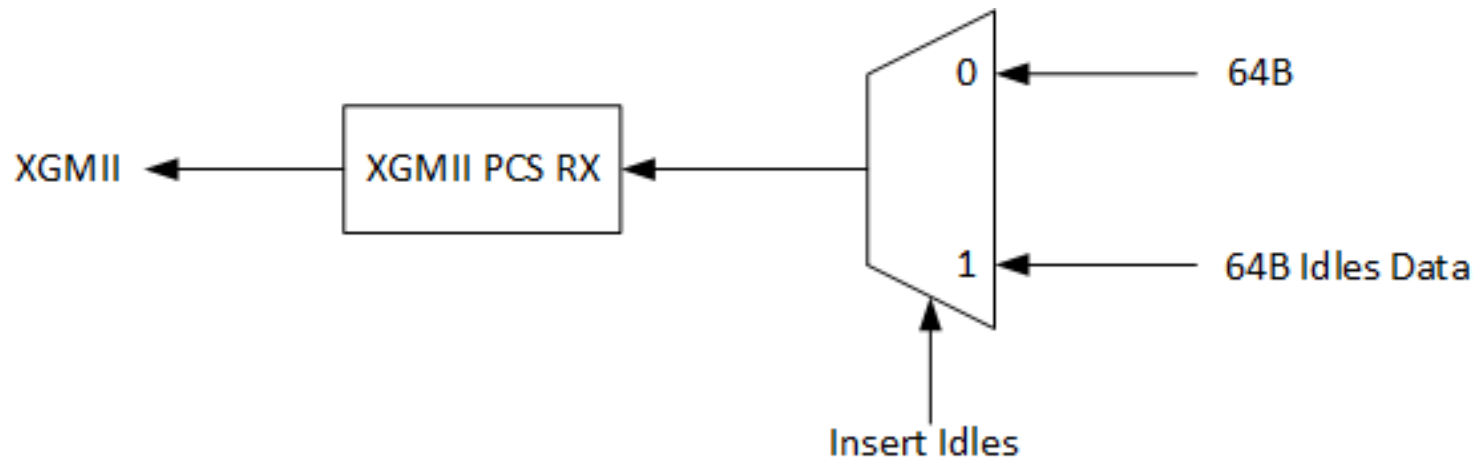 0
64B
XGMII
XGMII PCS RX
1
64B Idles Data
Insert Idles